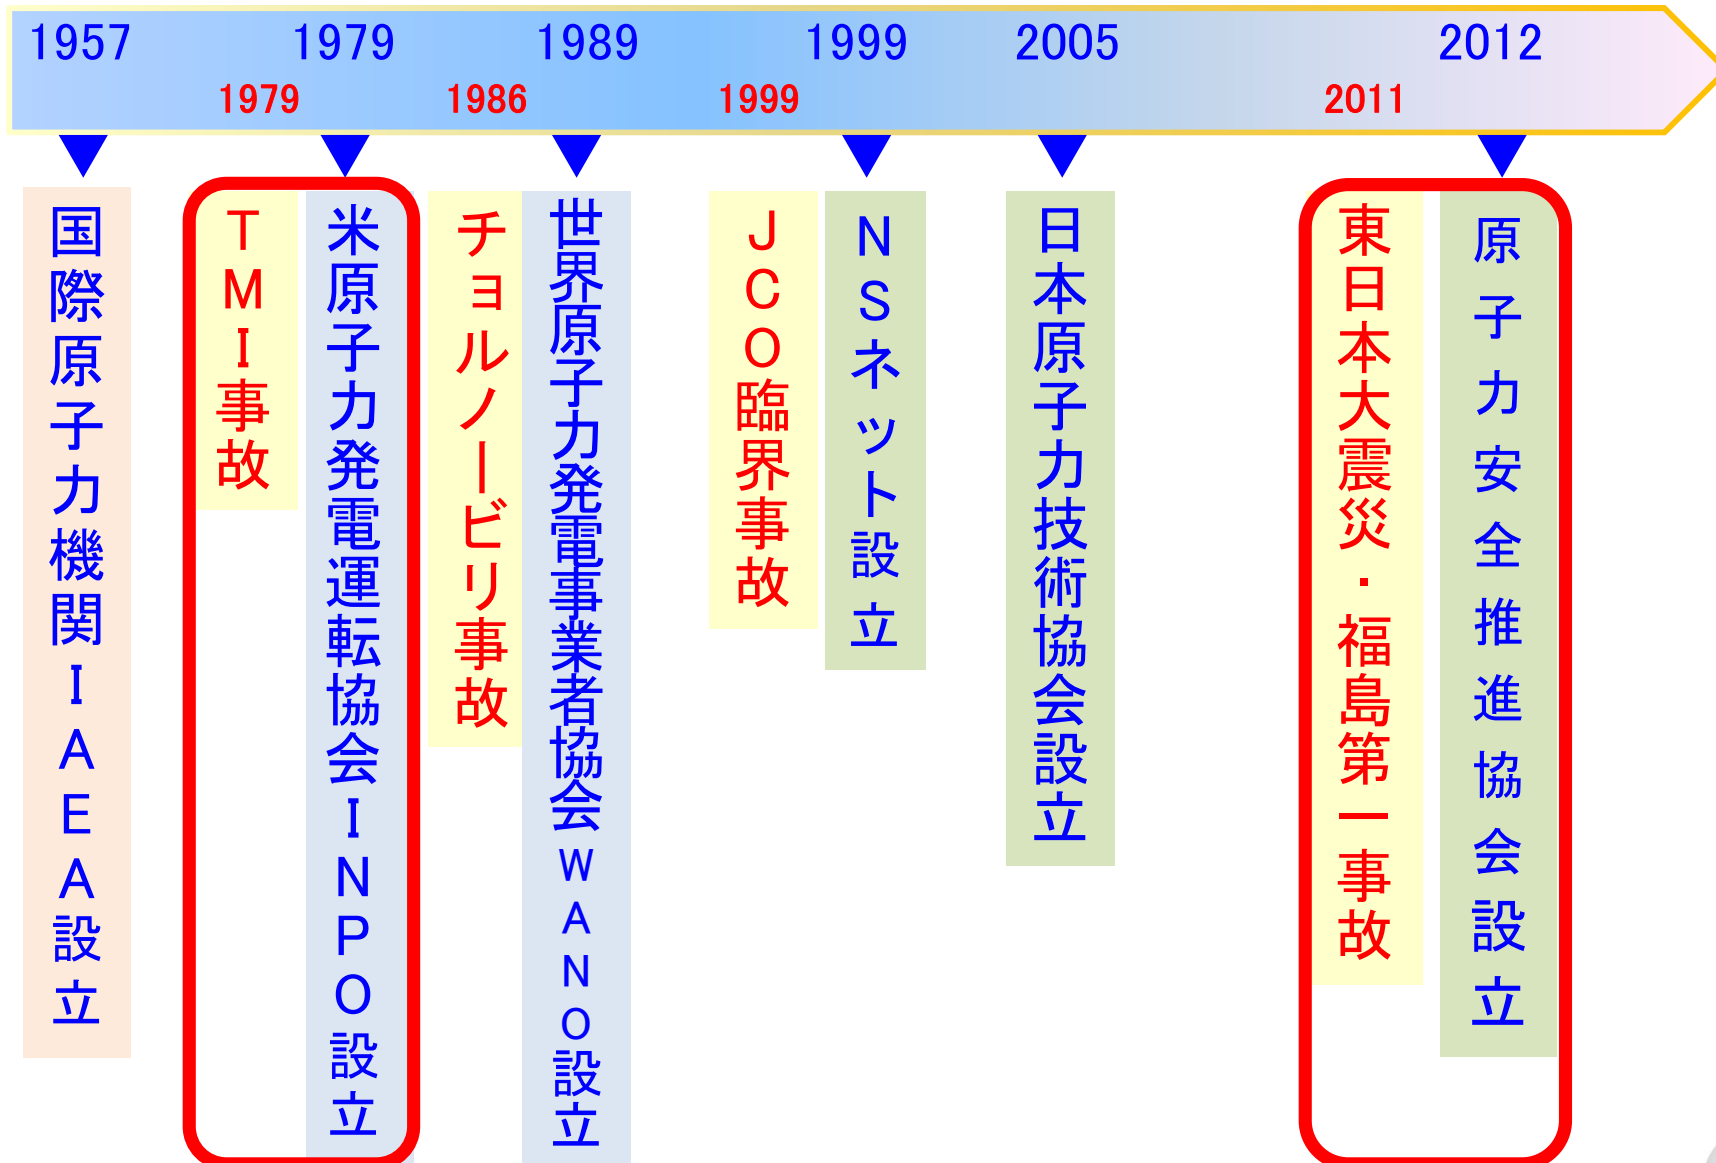 1957
1979
1989
1999
2005
2012
1979
1986
1999
2011
国際原子力機関IAEA設立
TMI事故
米原子力発電運転協会INPO設立
チョルノービリ事故
世界原子力発電事業者協会WANO設立
JCO臨界事故
NSネット設立
日本原子力技術協会設立
東日本大震災・福島第一事故
原子力安全推進協会設立